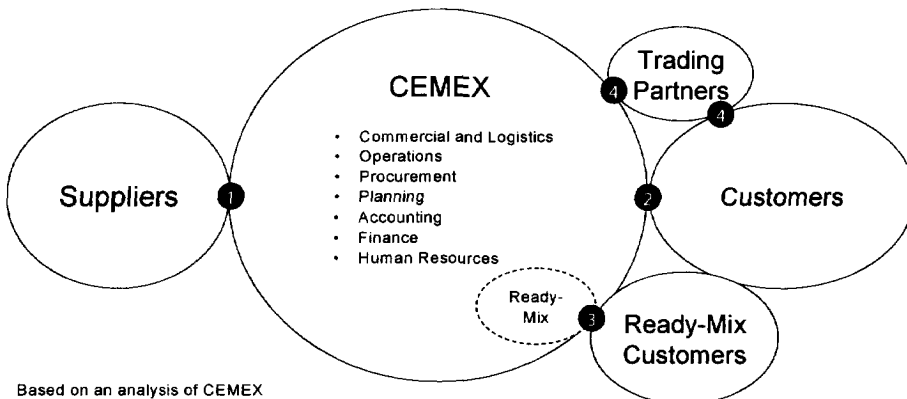 CEMEX
• Commercial and Logistics
• Operations
• Procurement
• Planning
• Accounting
• Finance
• Human Resources
Suppliers
1
4
Trading
Partners
4
2
Customers
Ready-
Mix
3
Ready-Mix
Customers
Based on an analysis of CEMEX